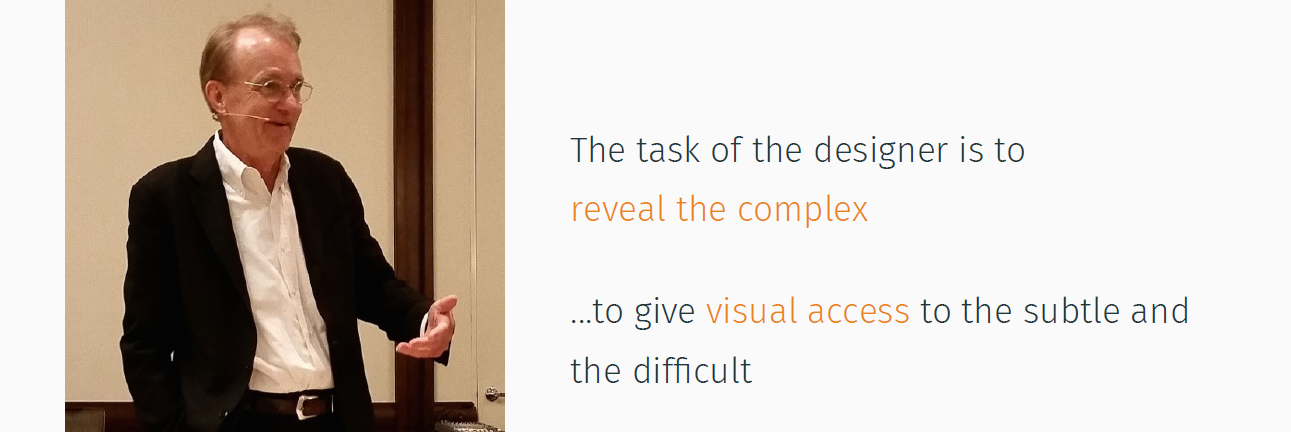 The task of the designer is to
reveal the complex
...to give visual access to the subtle and
the difficult